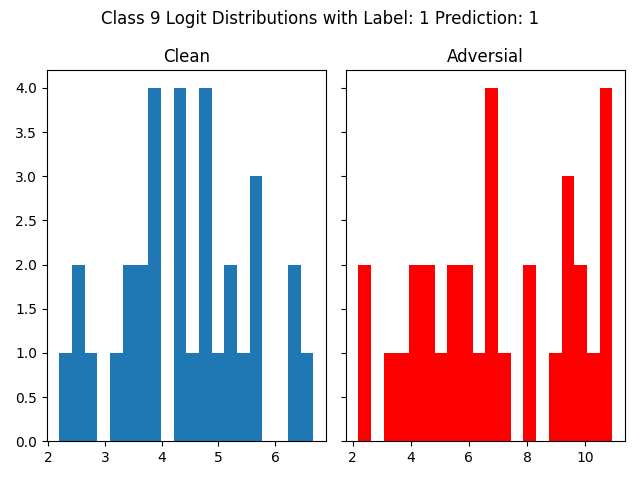 Class 9 Logit Distributions with Label: 1 Prediction: 1
Clean
Adversial
4.0
3.5
3.0
2.5
2.0
1.5
1.0
0.5
0.0
2 3 4 5 6
2 4 6 8 10